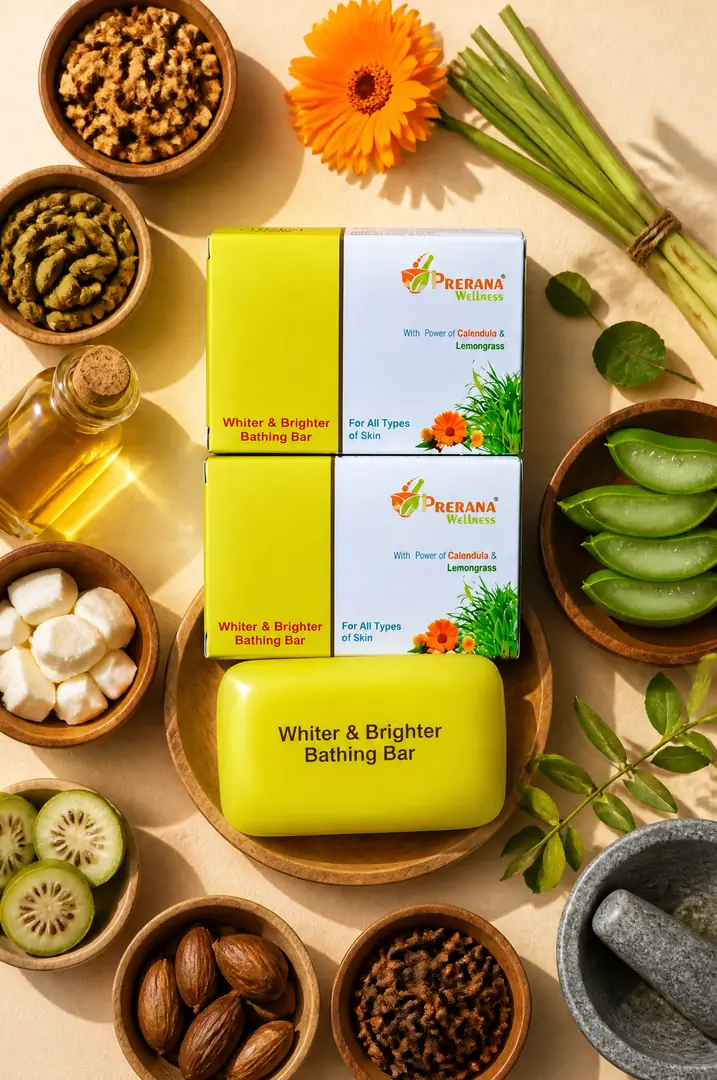 PRERANA®
Wellness
With Power of Calendula &
Lemongrass
Whiter & Brighter
Bathing Bar
For All Types
of Skin
PRERANA®
Wellness
With Power of Calendula &
Lemongrass
Whiter & Brighter
Bathing Bar
For All Types
of Skin
Whiter & Brighter
Bathing Bar